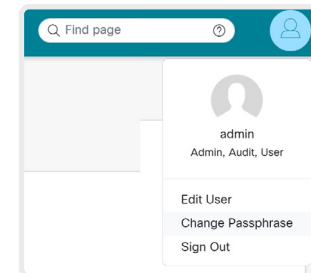 Find page
admin
Admin, Audit, User
Edit User
Change Passphrase
Sign Out